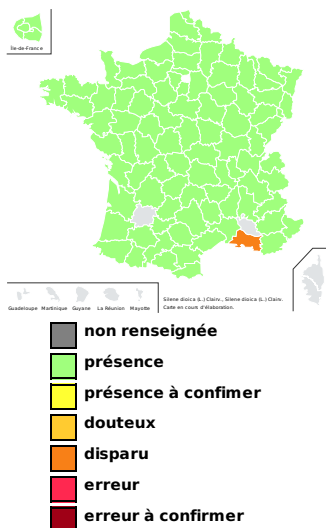 Île-de-France
Guadeloupe Martinique Guyane La Réunion Mayotte
Silene dioica (L.) Clairv., Silene dioica (L.) Clairv.
Carte en cours d'élaboration.
non renseignée
présence
présence à confimer
douteux
disparu
erreur
erreur à confirmer